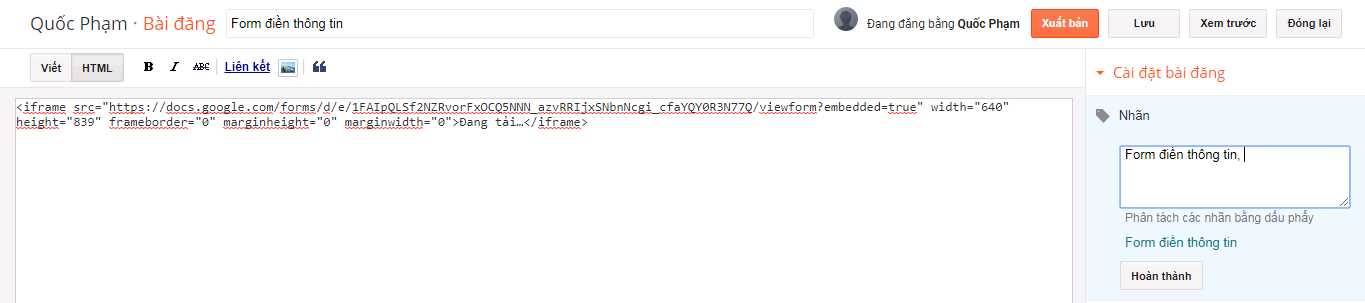 Quốc Phạm · Bài đăng
Form điền thông tin
Đang đăng bằng Quốc Phạm
Xuất bản
Lưu
Xem trước
Đóng lại
Viết
HTML
B
I
ABC
Liên kết
Cài đặt bài đăng
<iframe src="https://docs.google.com/forms/d/e/1FAIpQLSf2NZRvorFxOCQ5NNN_azvRRIjxSNbnNcgi_cfaYQY0R3N77Q/viewform?embedded=true" width="640"
height="839" frameborder="0" marginheight="0" marginwidth="0">Đang tải…</iframe>
Nhãn
Form điền thông tin,
Phân tách các nhãn bằng dấu phẩy
Form điền thông tin
Hoàn thành